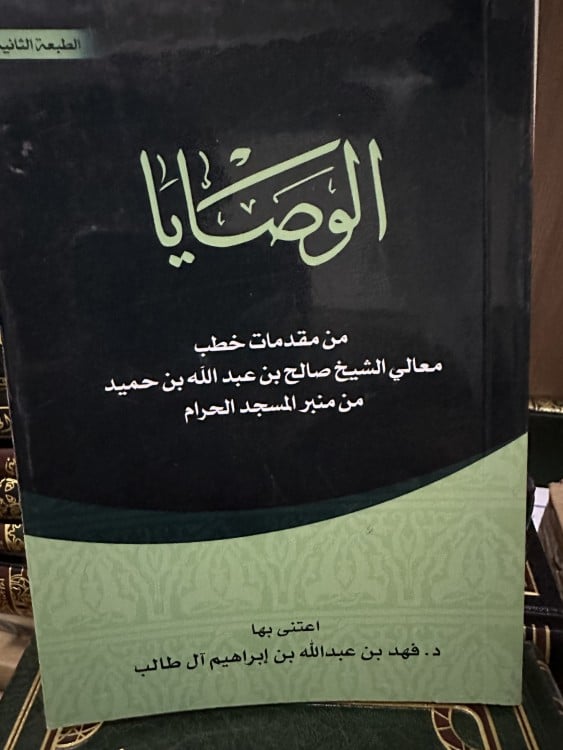 الطبعة الثانية
الوصايا
من مقدمات خطب
معالي الشيخ صالح بن عبد الله بن حميد
من منبر المسجد الحرام
اعتنى بها
د. فهد بن عبدالله بن إبراهيم آل طالب